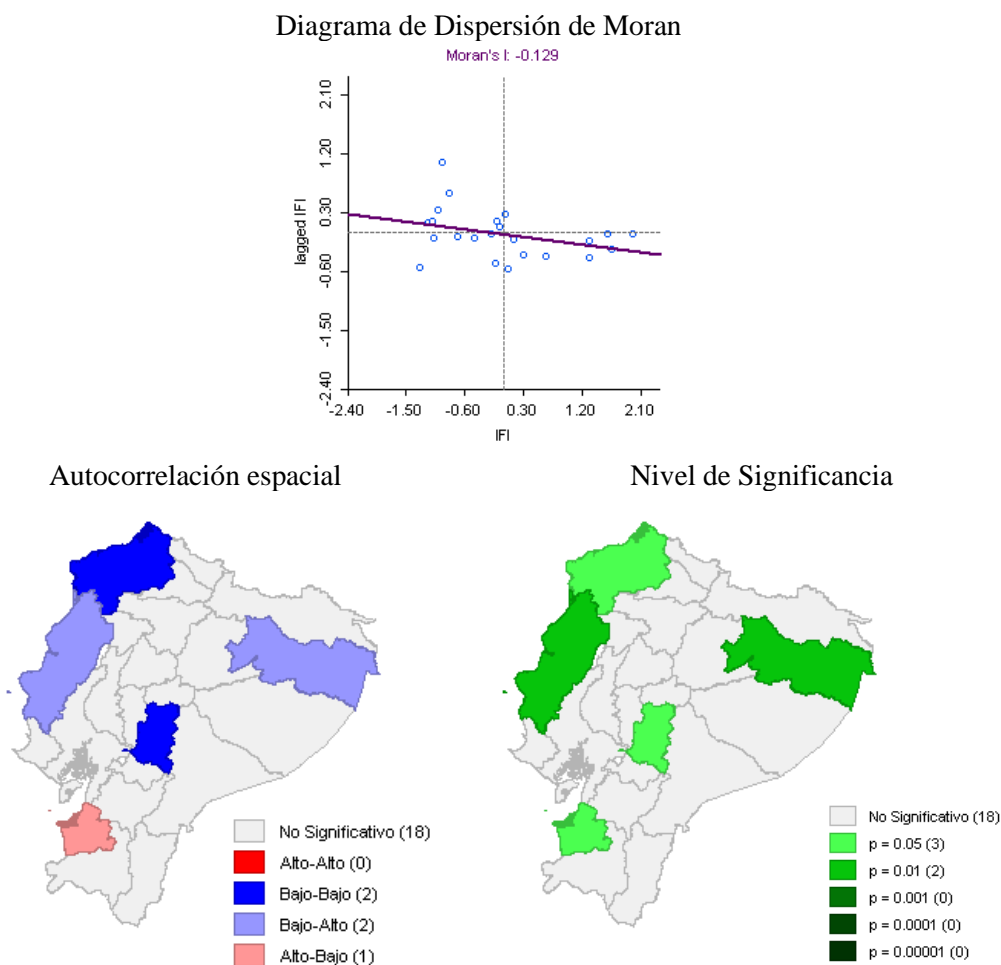 Diagrama de Dispersión de Moran
Moran's I: -0.129
2.10
1.20
0.30
-0.60
-1.50
-2.40
lagged IFI
-2.40 -1.50 -0.60 0.30 1.20 2.10
IFI
Autocorrelación espacial
No Significativo (18)
Alto-Alto (0)
Bajo-Bajo (2)
Bajo-Alto (2)
Alto-Bajo (1)
Nivel de Significancia
No Significativo (18)
p = 0.05 (3)
p = 0.01 (2)
p = 0.001 (0)
p = 0.0001 (0)
p = 0.00001 (0)